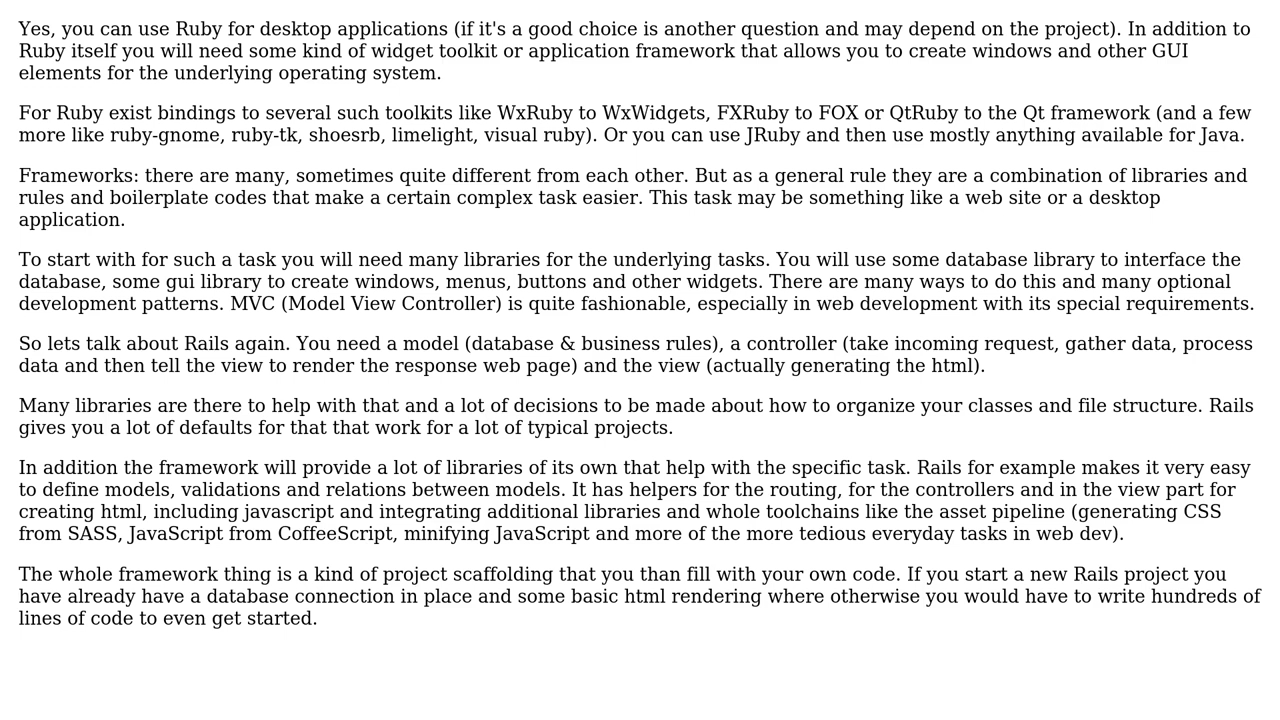 Yes, you can use Ruby for desktop applications (if it's a good choice is another question and may depend on the project). In addition to
Ruby itself you will need some kind of widget toolkit or application framework that allows you to create windows and other GUI
elements for the underlying operating system.
For Ruby exist bindings to several such toolkits like WxRuby to WxWidgets, FXRuby to FOX or QtRuby to the Qt framework (and a few
more like ruby-gnome, ruby-tk, shoesrb, limelight, visual ruby). Or you can use JRuby and then use mostly anything available for Java.
Frameworks: there are many, sometimes quite different from each other. But as a general rule they are a combination of libraries and
rules and boilerplate codes that make a certain complex task easier. This task may be something like a web site or a desktop
application.
To start with for such a task you will need many libraries for the underlying tasks. You will use some database library to interface the
database, some gui library to create windows, menus, buttons and other widgets. There are many ways to do this and many optional
development patterns. MVC (Model View Controller) is quite fashionable, especially in web development with its special requirements.
So lets talk about Rails again. You need a model (database & business rules), a controller (take incoming request, gather data, process
data and then tell the view to render the response web page) and the view (actually generating the html).
Many libraries are there to help with that and a lot of decisions to be made about how to organize your classes and file structure. Rails
gives you a lot of defaults for that that work for a lot of typical projects.
In addition the framework will provide a lot of libraries of its own that help with the specific task. Rails for example makes it very easy
to define models, validations and relations between models. It has helpers for the routing, for the controllers and in the view part for
creating html, including javascript and integrating additional libraries and whole toolchains like the asset pipeline (generating CSS
from SASS, JavaScript from CoffeeScript, minifying JavaScript and more of the more tedious everyday tasks in web dev).
The whole framework thing is a kind of project scaffolding that you than fill with your own code. If you start a new Rails project you
have already have a database connection in place and some basic html rendering where otherwise you would have to write hundreds of
lines of code to even get started.